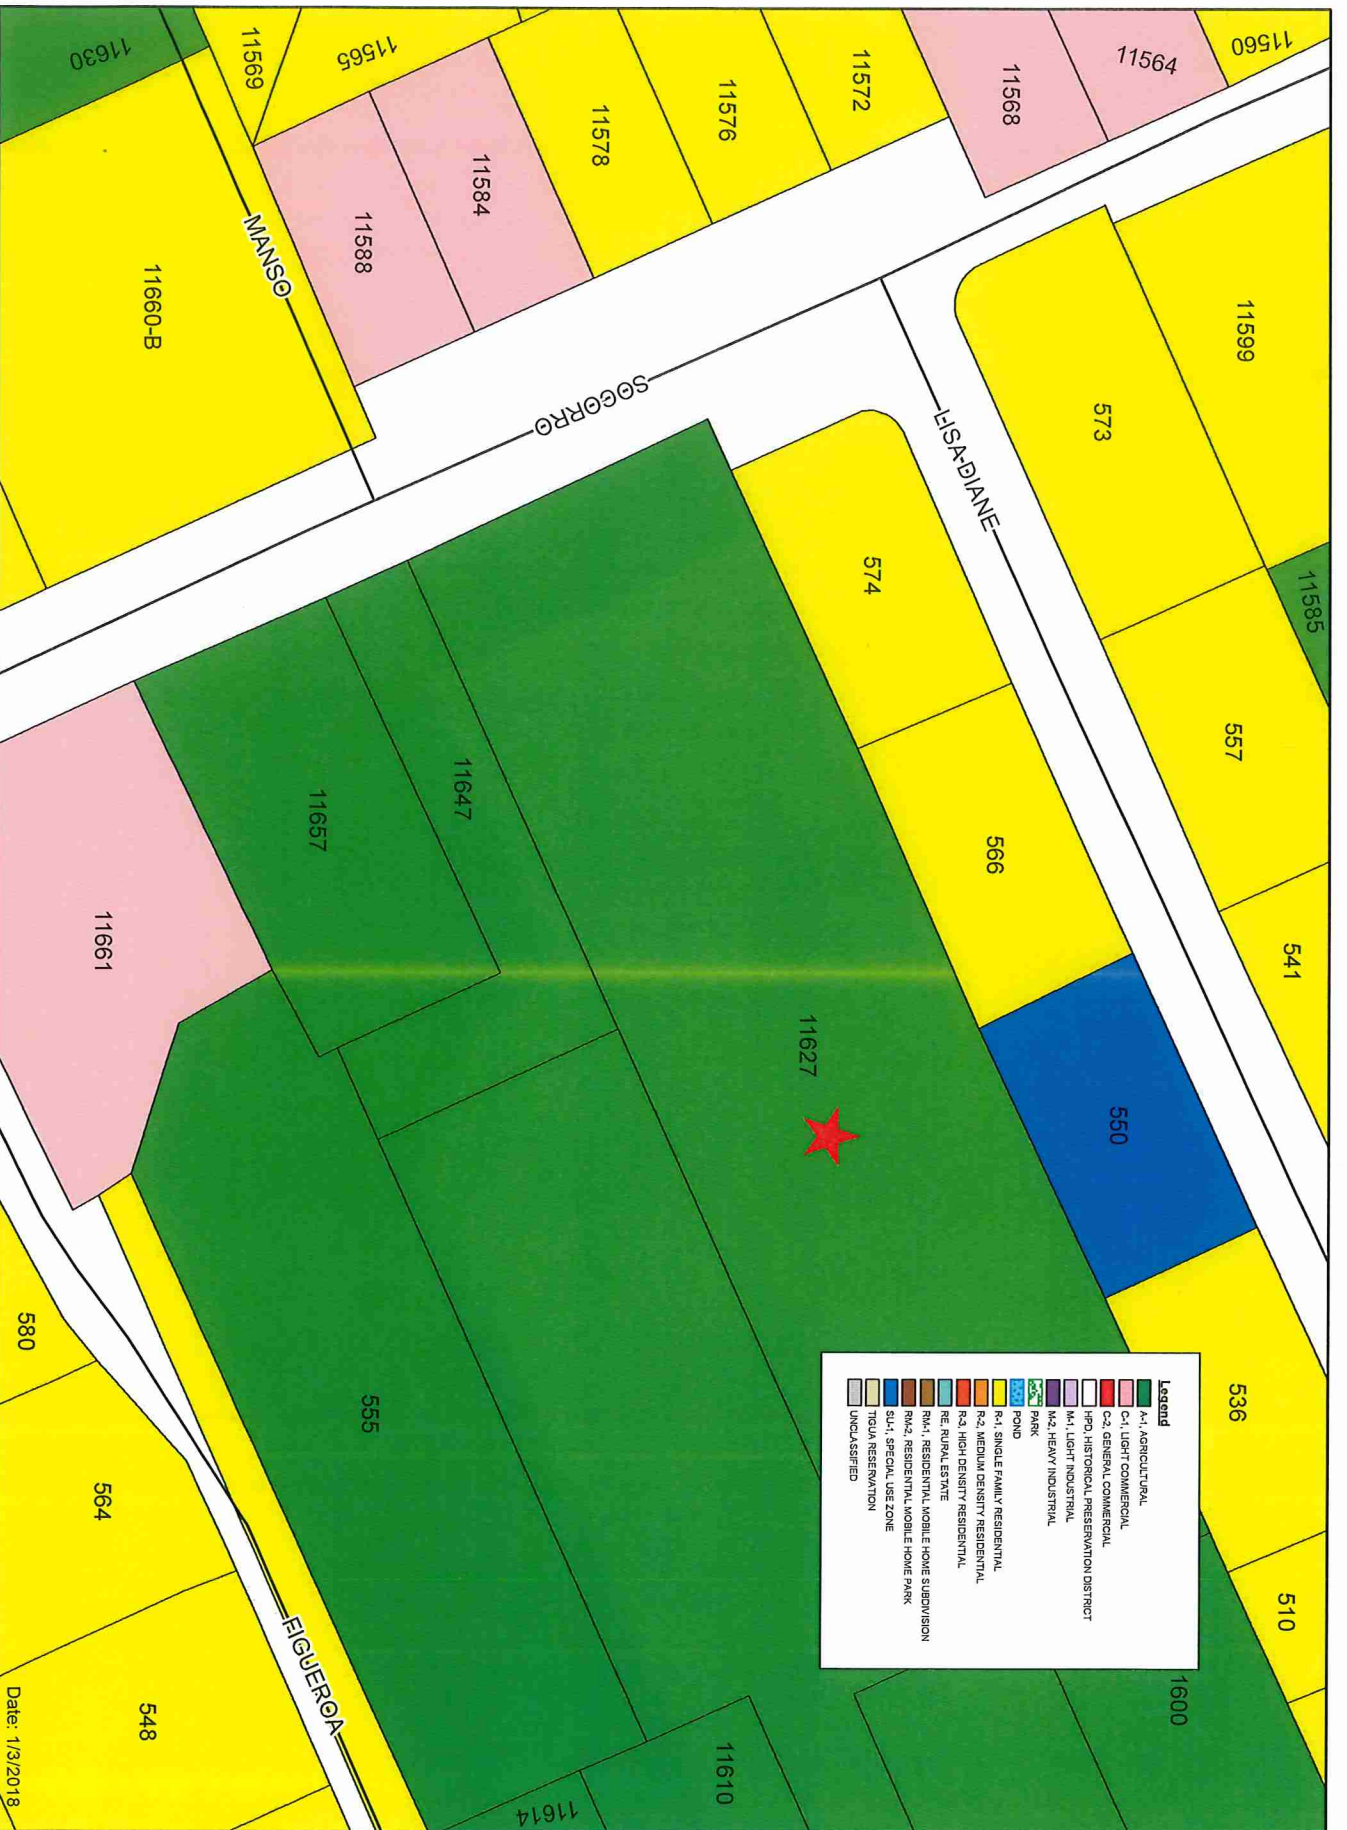 11560
11564
11568
11572
11576
11578
11584
11588
11565
11569
11630
11660-B
MANSO
SOCORRO
LISA DIANE
11599
11585
573
557
541
574
566
550
536
510
1600
11627
11647
11657
11661
555
11610
11614
FIGUEROA
580
564
548
Legend
A-1, AGRICULTURAL
C-1, LIGHT COMMERCIAL
C-2, GENERAL COMMERCIAL
HPD, HISTORICAL PRESERVATION DISTRICT
M-1, LIGHT INDUSTRIAL
M-2, HEAVY INDUSTRIAL
PARK
POND
R-1, SINGLE FAMILY RESIDENTIAL
R-2, MEDIUM DENSITY RESIDENTIAL
R-3, HIGH DENSITY RESIDENTIAL
RE, RURAL ESTATE
RM-1, RESIDENTIAL MOBILE HOME SUBDIVISION
RM-2, RESIDENTIAL MOBILE HOME PARK
SU-1, SPECIAL USE ZONE
TIGUA RESERVATION
UNCLASSIFIED
Date: 1/3/2018